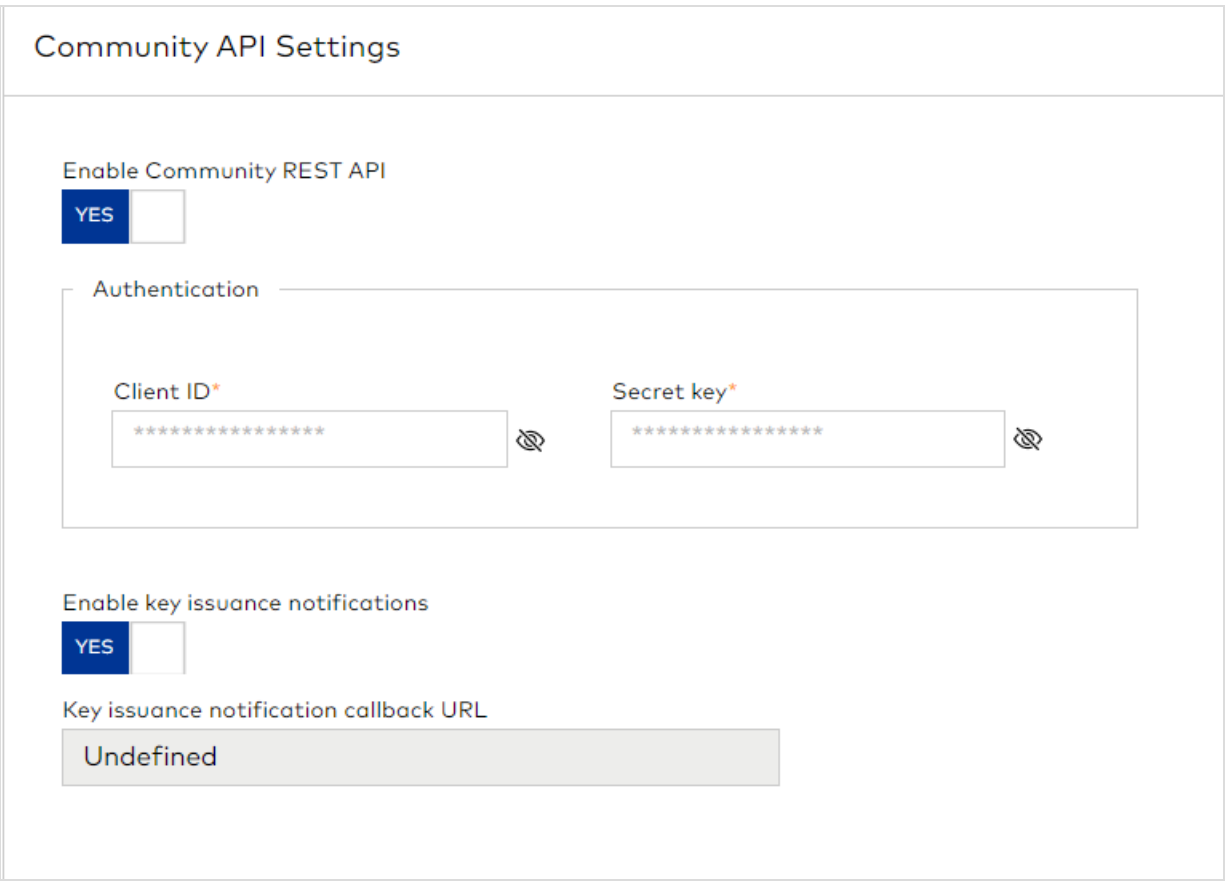 Community API Settings
Enable Community REST API
YES
Authentication
Client ID* Secret key*
**************** ****************
Enable key issuance notifications
YES
Key issuance notification callback URL
Undefined